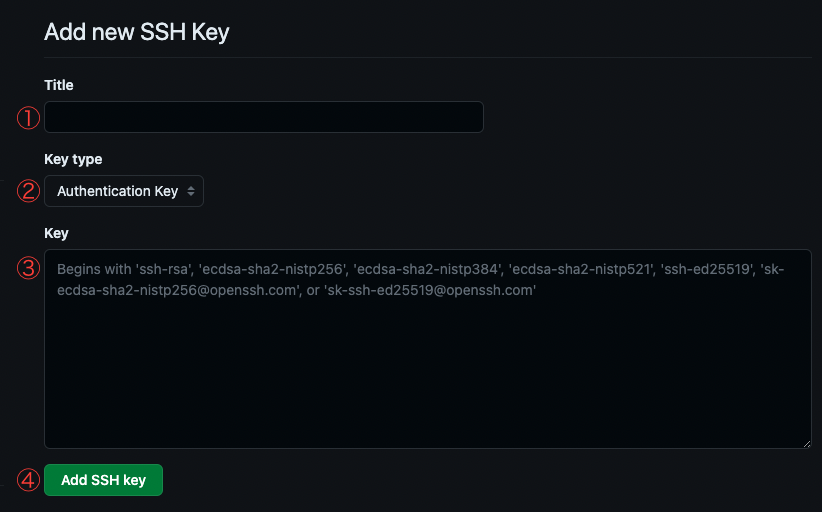 Add new SSH Key
Title
①
Key type
② Authentication Key
Key
③ Begins with 'ssh-rsa', 'ecdsa-sha2-nistp256', 'ecdsa-sha2-nistp384', 'ecdsa-sha2-nistp521', 'ssh-ed25519', 'sk-
ecdsa-sha2-nistp256@openssh.com', or 'sk-ssh-ed25519@openssh.com'
④ Add SSH key